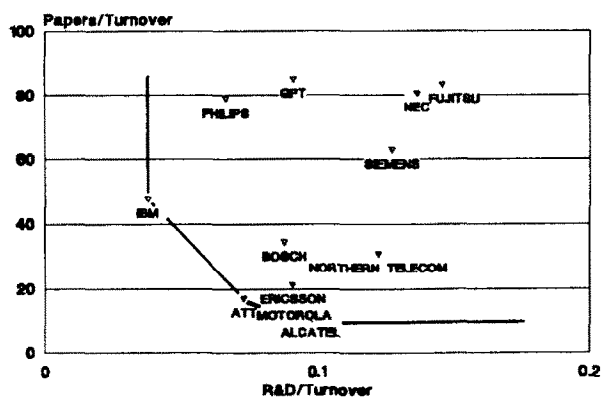 Papers/Turnover
100
80
60
40
20
0
GPT
PHILIPS
NEC
FUJITSU
SIEMENS
IBM
BOSCH
NORTHERN TELECOM
ERICSSON
ATT
MOTOROLA
ALCATEL
0
0.1
0.2
R&D/Turnover